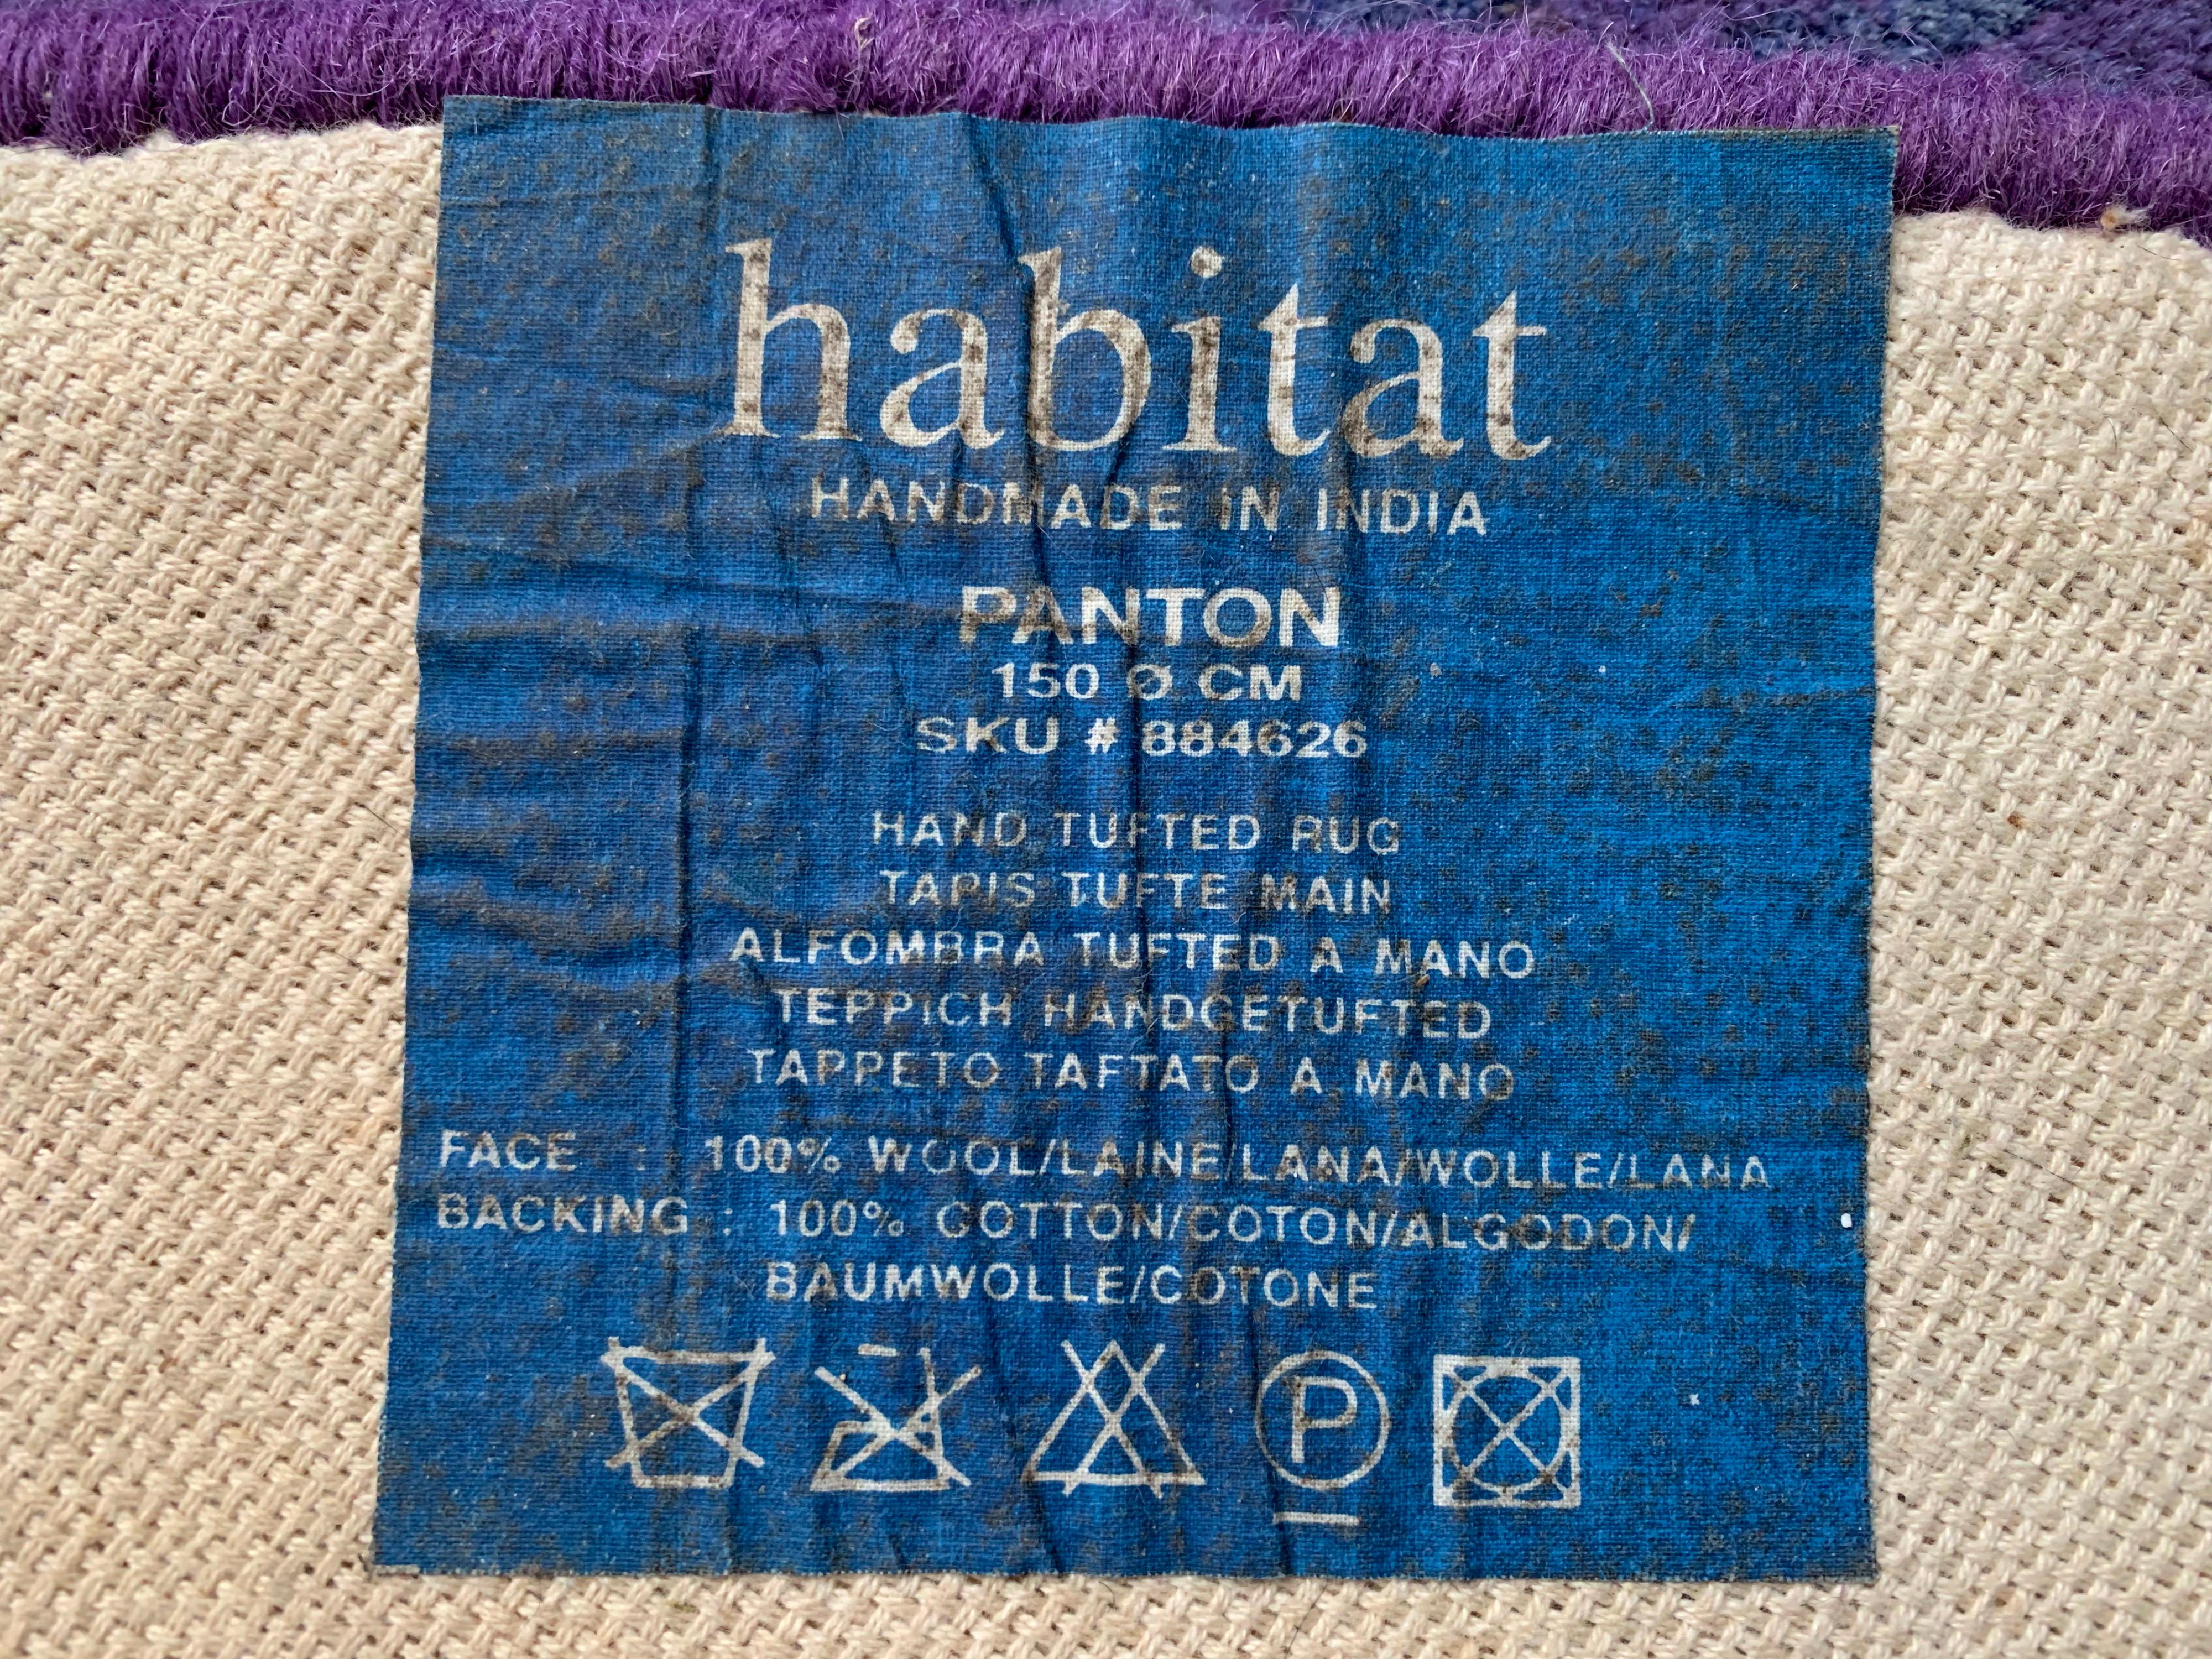 habitat
HANDMADE IN INDIA
PANTON
150 Ø CM
SKU # 884626
HAND TUFTED RUG
TAPIS TUFTE MAIN
ALFOMBRA TUFTED A MANO
TEPPICH HANDGETUFTED
TAPPETO TAFTATO A MANO
FACE : 100% WOOL/LAINE/LANA/WOLLE/LANA
BACKING : 100% COTTON/COTON/ALGODON/
BAUMWOLLE/COTONE
P